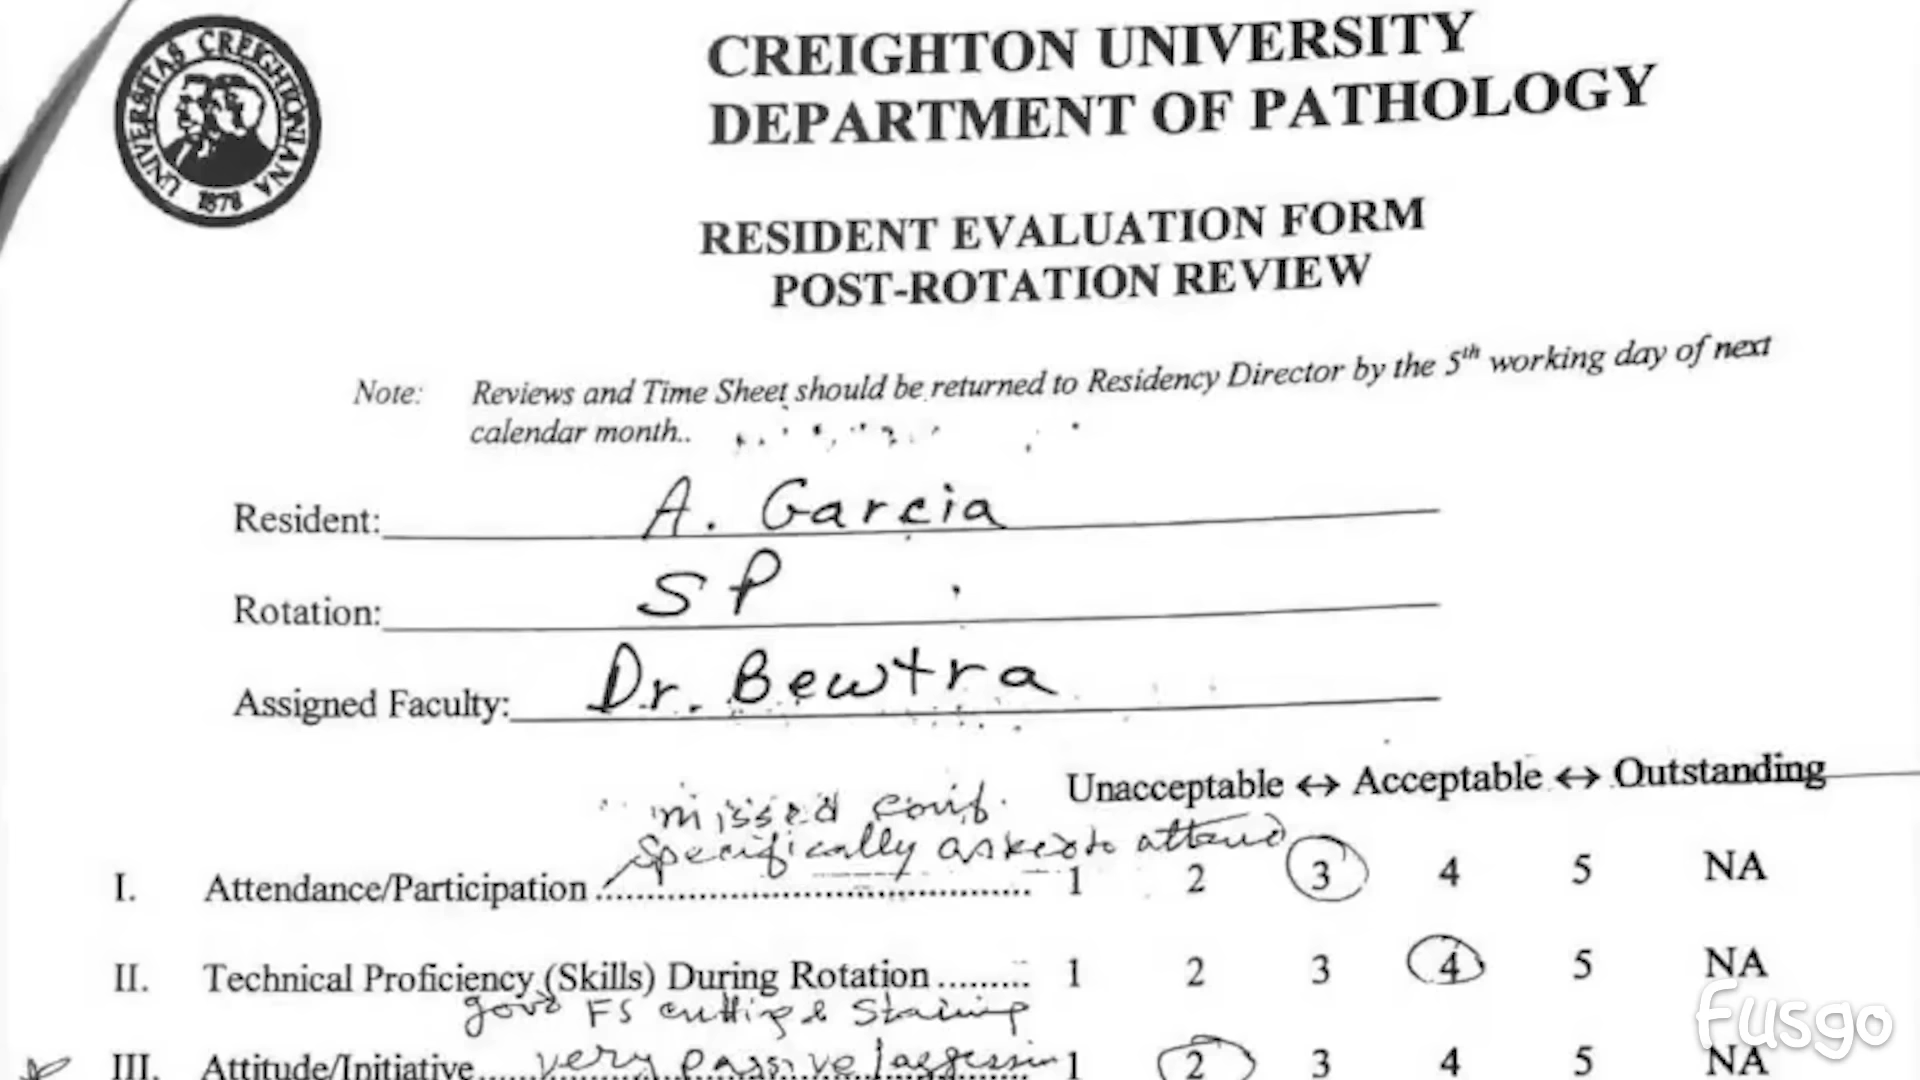 UNIVERSITAS CREIGHTONIANA
1878
CREIGHTON UNIVERSITY
DEPARTMENT OF PATHOLOGY
RESIDENT EVALUATION FORM
POST-ROTATION REVIEW
Note: Reviews and Time Sheet should be returned to Residency Director by the 5th working day of next
calendar month..
Resident: A. Garcia
Rotation: SP
Assigned Faculty: Dr. Bewtra
Unacceptable ↔ Acceptable ↔ Outstanding
missed conf.
specifically asked to attend
I. Attendance/Participation 1 2 3 4 5 NA
II. Technical Proficiency (Skills) During Rotation 1 2 3 4 5 NA
good FS cutting & staining
III. Attitude/Initiative very passive/aggressive 1 2 3 4 5 NA
Fusgo